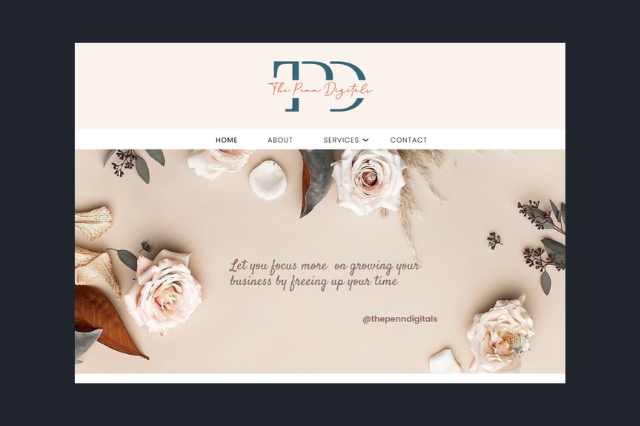 TPD
The Penn Digitals
HOME ABOUT SERVICES CONTACT
Let you focus more on growing your
business by freeing up your time
@thepenndigitals